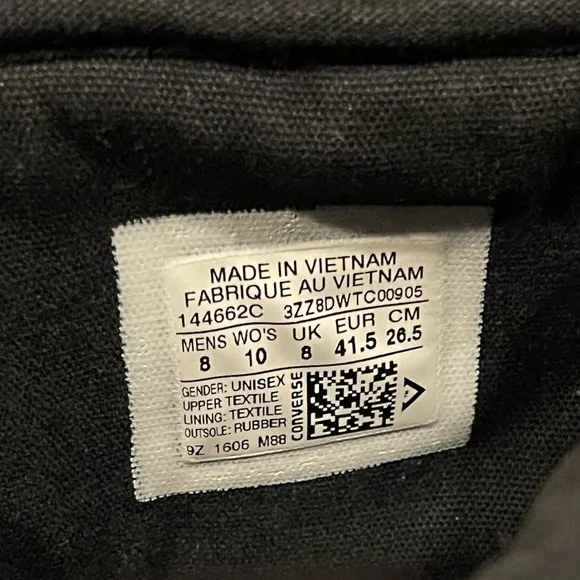 MADE IN VIETNAM
FABRIQUE AU VIETNAM
144662C 3ZZ8DWTC00905
MENS WO'S UK EUR CM
8 10 8 41.5 26.5
GENDER: UNISEX
UPPER TEXTILE
LINING: TEXTILE
OUTSOLE: RUBBER
9Z 1606 M88
CONVERSE